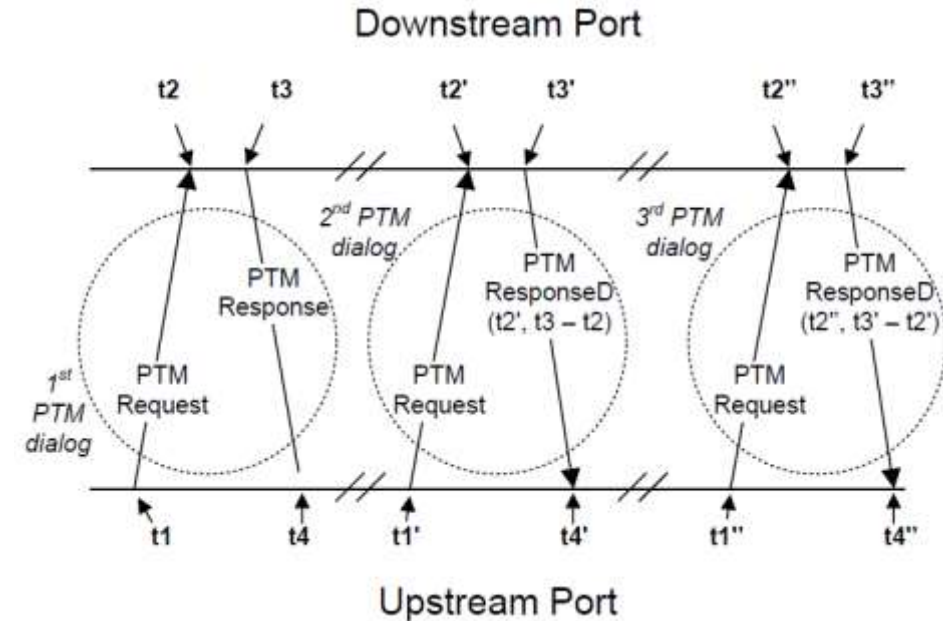 Downstream Port
t2 t3 t2' t3' t2" t3"
1st
PTM
dialog
PTM
Request
PTM
Response
2nd PTM
dialog
PTM
Request
PTM
ResponseD
(t2', t3 – t2)
3rd PTM
dialog
PTM
Request
PTM
ResponseD
(t2", t3' – t2')
t1 t4 t1' t4' t1" t4"
Upstream Port